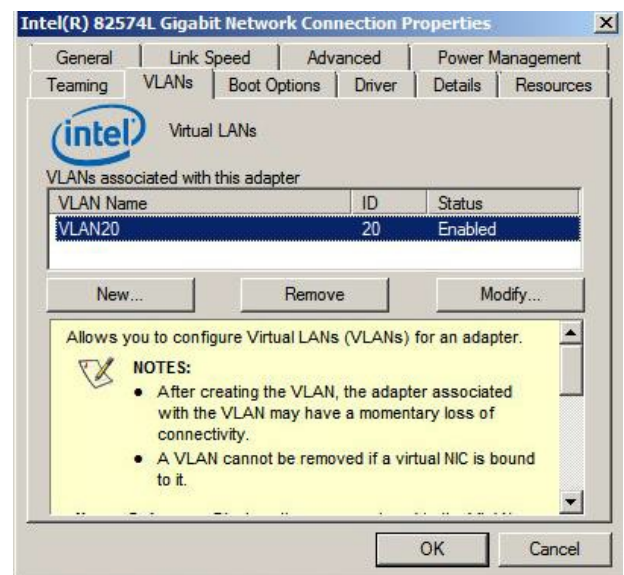 Intel(R) 82574L Gigabit Network Connection Properties
General Link Speed Advanced Power Management
Teaming VLANs Boot Options Driver Details Resources
intel Virtual LANs
VLANs associated with this adapter
VLAN Name ID Status
VLAN20 20 Enabled
New... Remove Modify...
Allows you to configure Virtual LANs (VLANs) for an adapter.
NOTES:
• After creating the VLAN, the adapter associated
with the VLAN may have a momentary loss of
connectivity.
• A VLAN cannot be removed if a virtual NIC is bound
to it.
OK Cancel